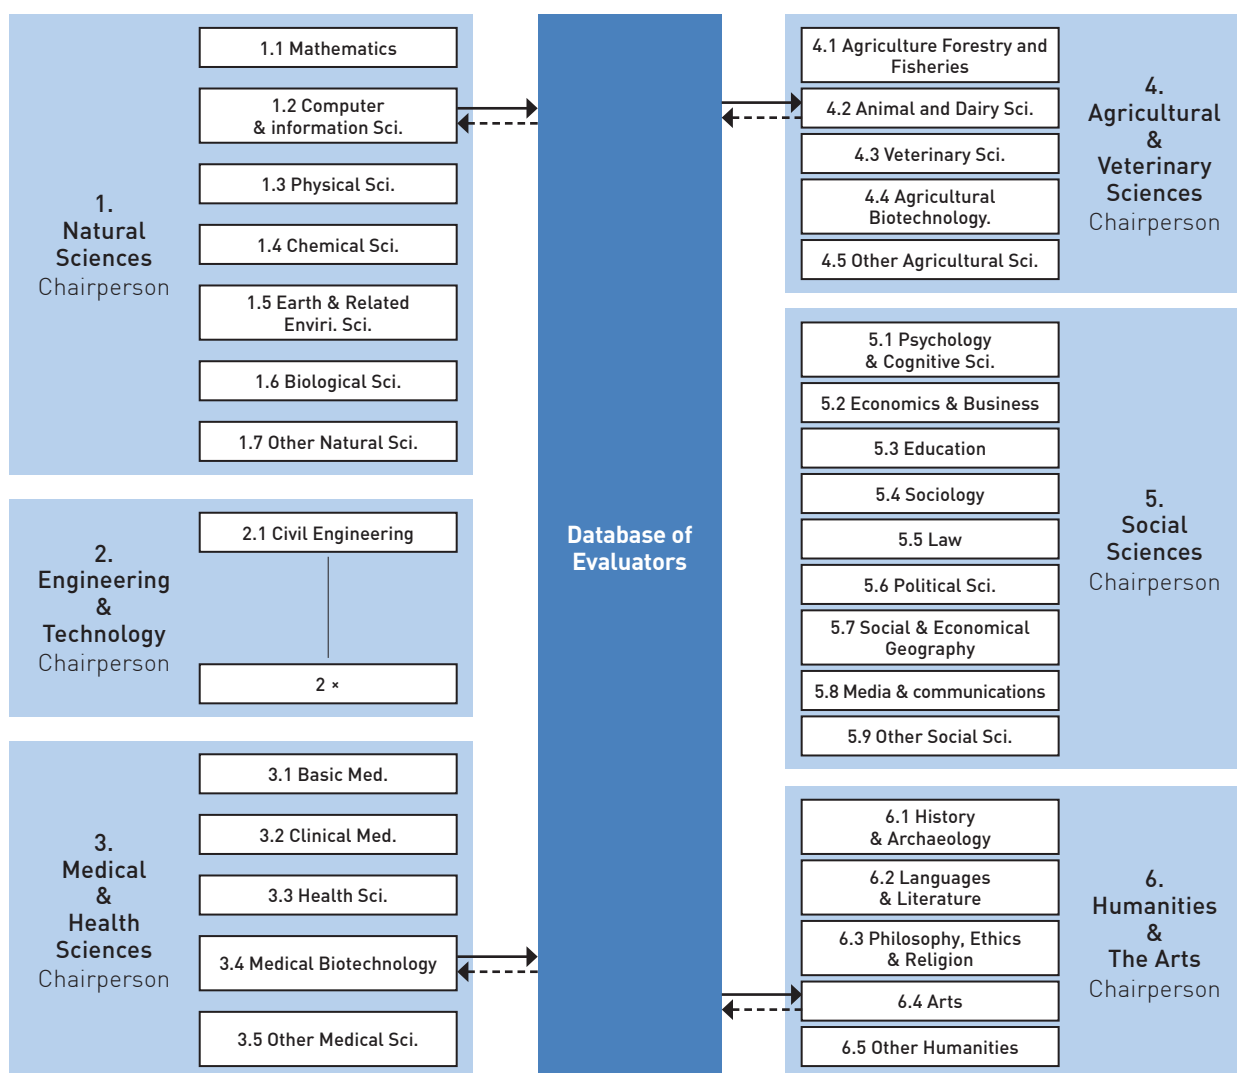 1.
Natural
Sciences
Chairperson
1.1 Mathematics
1.2 Computer
& information Sci.
1.3 Physical Sci.
1.4 Chemical Sci.
1.5 Earth & Related
Enviri. Sci.
1.6 Biological Sci.
1.7 Other Natural Sci.
2.
Engineering
&
Technology
Chairperson
2.1 Civil Engineering
2 ×
3.
Medical
&
Health
Sciences
Chairperson
3.1 Basic Med.
3.2 Clinical Med.
3.3 Health Sci.
3.4 Medical Biotechnology
3.5 Other Medical Sci.
Database of
Evaluators
4.1 Agriculture Forestry and
Fisheries
4.2 Animal and Dairy Sci.
4.3 Veterinary Sci.
4.4 Agricultural
Biotechnology.
4.5 Other Agricultural Sci.
4.
Agricultural
&
Veterinary
Sciences
Chairperson
5.1 Psychology
& Cognitive Sci.
5.2 Economics & Business
5.3 Education
5.4 Sociology
5.5 Law
5.6 Political Sci.
5.7 Social & Economical
Geography
5.8 Media & communications
5.9 Other Social Sci.
5.
Social
Sciences
Chairperson
6.1 History
& Archaeology
6.2 Languages
& Literature
6.3 Philosophy, Ethics
& Religion
6.4 Arts
6.5 Other Humanities
6.
Humanities
&
The Arts
Chairperson